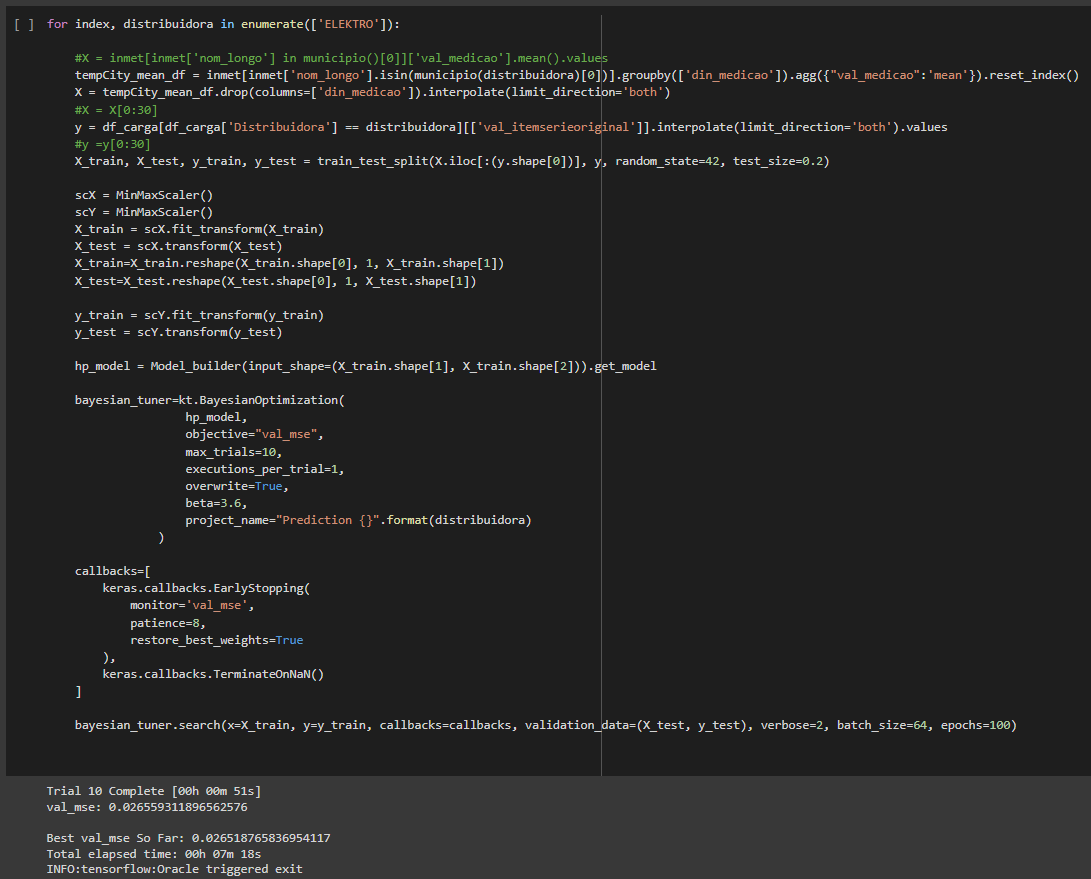 [ ] for index, distribuidora in enumerate(['ELEKTRO']):
#X = inmet[inmet['nom_longo'] in municipio()[0]]['val_medicao'].mean().values
tempCity_mean_df = inmet[inmet['nom_longo'].isin(municipio(distribuidora)[0])].groupby(['din_medicao']).agg({"val_medicao":'mean'}).reset_index()
X = tempCity_mean_df.drop(columns=['din_medicao']).interpolate(limit_direction='both')
#X = X[0:30]
y = df_carga[df_carga['Distribuidora'] == distribuidora][['val_itemserieoriginal']].interpolate(limit_direction='both').values
#y =y[0:30]
X_train, X_test, y_train, y_test = train_test_split(X.iloc[:(y.shape[0])], y, random_state=42, test_size=0.2)
scX = MinMaxScaler()
scY = MinMaxScaler()
X_train = scX.fit_transform(X_train)
X_test = scX.transform(X_test)
X_train=X_train.reshape(X_train.shape[0], 1, X_train.shape[1])
X_test=X_test.reshape(X_test.shape[0], 1, X_test.shape[1])
y_train = scY.fit_transform(y_train)
y_test = scY.transform(y_test)
hp_model = Model_builder(input_shape=(X_train.shape[1], X_train.shape[2])).get_model
bayesian_tuner=kt.BayesianOptimization(
hp_model,
objective="val_mse",
max_trials=10,
executions_per_trial=1,
overwrite=True,
beta=3.6,
project_name="Prediction {}".format(distribuidora)
)
callbacks=[
keras.callbacks.EarlyStopping(
monitor='val_mse',
patience=8,
restore_best_weights=True
),
keras.callbacks.TerminateOnNaN()
]
bayesian_tuner.search(x=X_train, y=y_train, callbacks=callbacks, validation_data=(X_test, y_test), verbose=2, batch_size=64, epochs=100)
Trial 10 Complete [00h 00m 51s]
val_mse: 0.026559311896562576
Best val_mse So Far: 0.026518765836954117
Total elapsed time: 00h 07m 18s
INFO:tensorflow:Oracle triggered exit